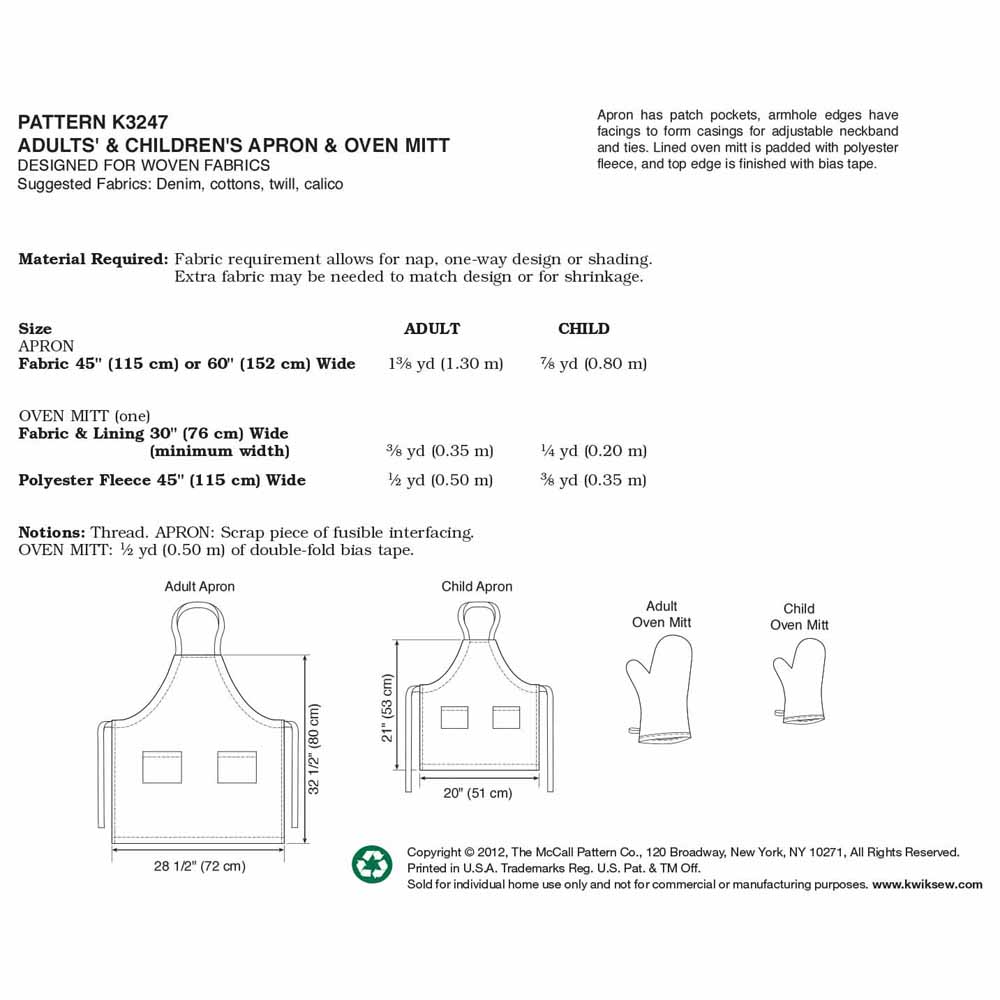 PATTERN K3247
ADULTS' & CHILDREN'S APRON & OVEN MITT
DESIGNED FOR WOVEN FABRICS
Suggested Fabrics: Denim, cottons, twill, calico
Apron has patch pockets, armhole edges have
facings to form casings for adjustable neckband
and ties. Lined oven mitt is padded with polyester
fleece, and top edge is finished with bias tape.
Material Required: Fabric requirement allows for nap, one-way design or shading.
Extra fabric may be needed to match design or for shrinkage.
Size ADULT CHILD
APRON
Fabric 45" (115 cm) or 60" (152 cm) Wide 1⅜ yd (1.30 m) ⅞ yd (0.80 m)
OVEN MITT (one)
Fabric & Lining 30" (76 cm) Wide
(minimum width) ⅜ yd (0.35 m) ¼ yd (0.20 m)
Polyester Fleece 45" (115 cm) Wide ½ yd (0.50 m) ⅜ yd (0.35 m)
Notions: Thread. APRON: Scrap piece of fusible interfacing.
OVEN MITT: ½ yd (0.50 m) of double-fold bias tape.
Adult Apron
32 1/2" (80 cm)
28 1/2" (72 cm)
Child Apron
21" (53 cm)
20" (51 cm)
Adult
Oven Mitt
Child
Oven Mitt
Copyright © 2012, The McCall Pattern Co., 120 Broadway, New York, NY 10271, All Rights Reserved.
Printed in U.S.A. Trademarks Reg. U.S. Pat. & TM Off.
Sold for individual home use only and not for commercial or manufacturing purposes. www.kwiksew.com